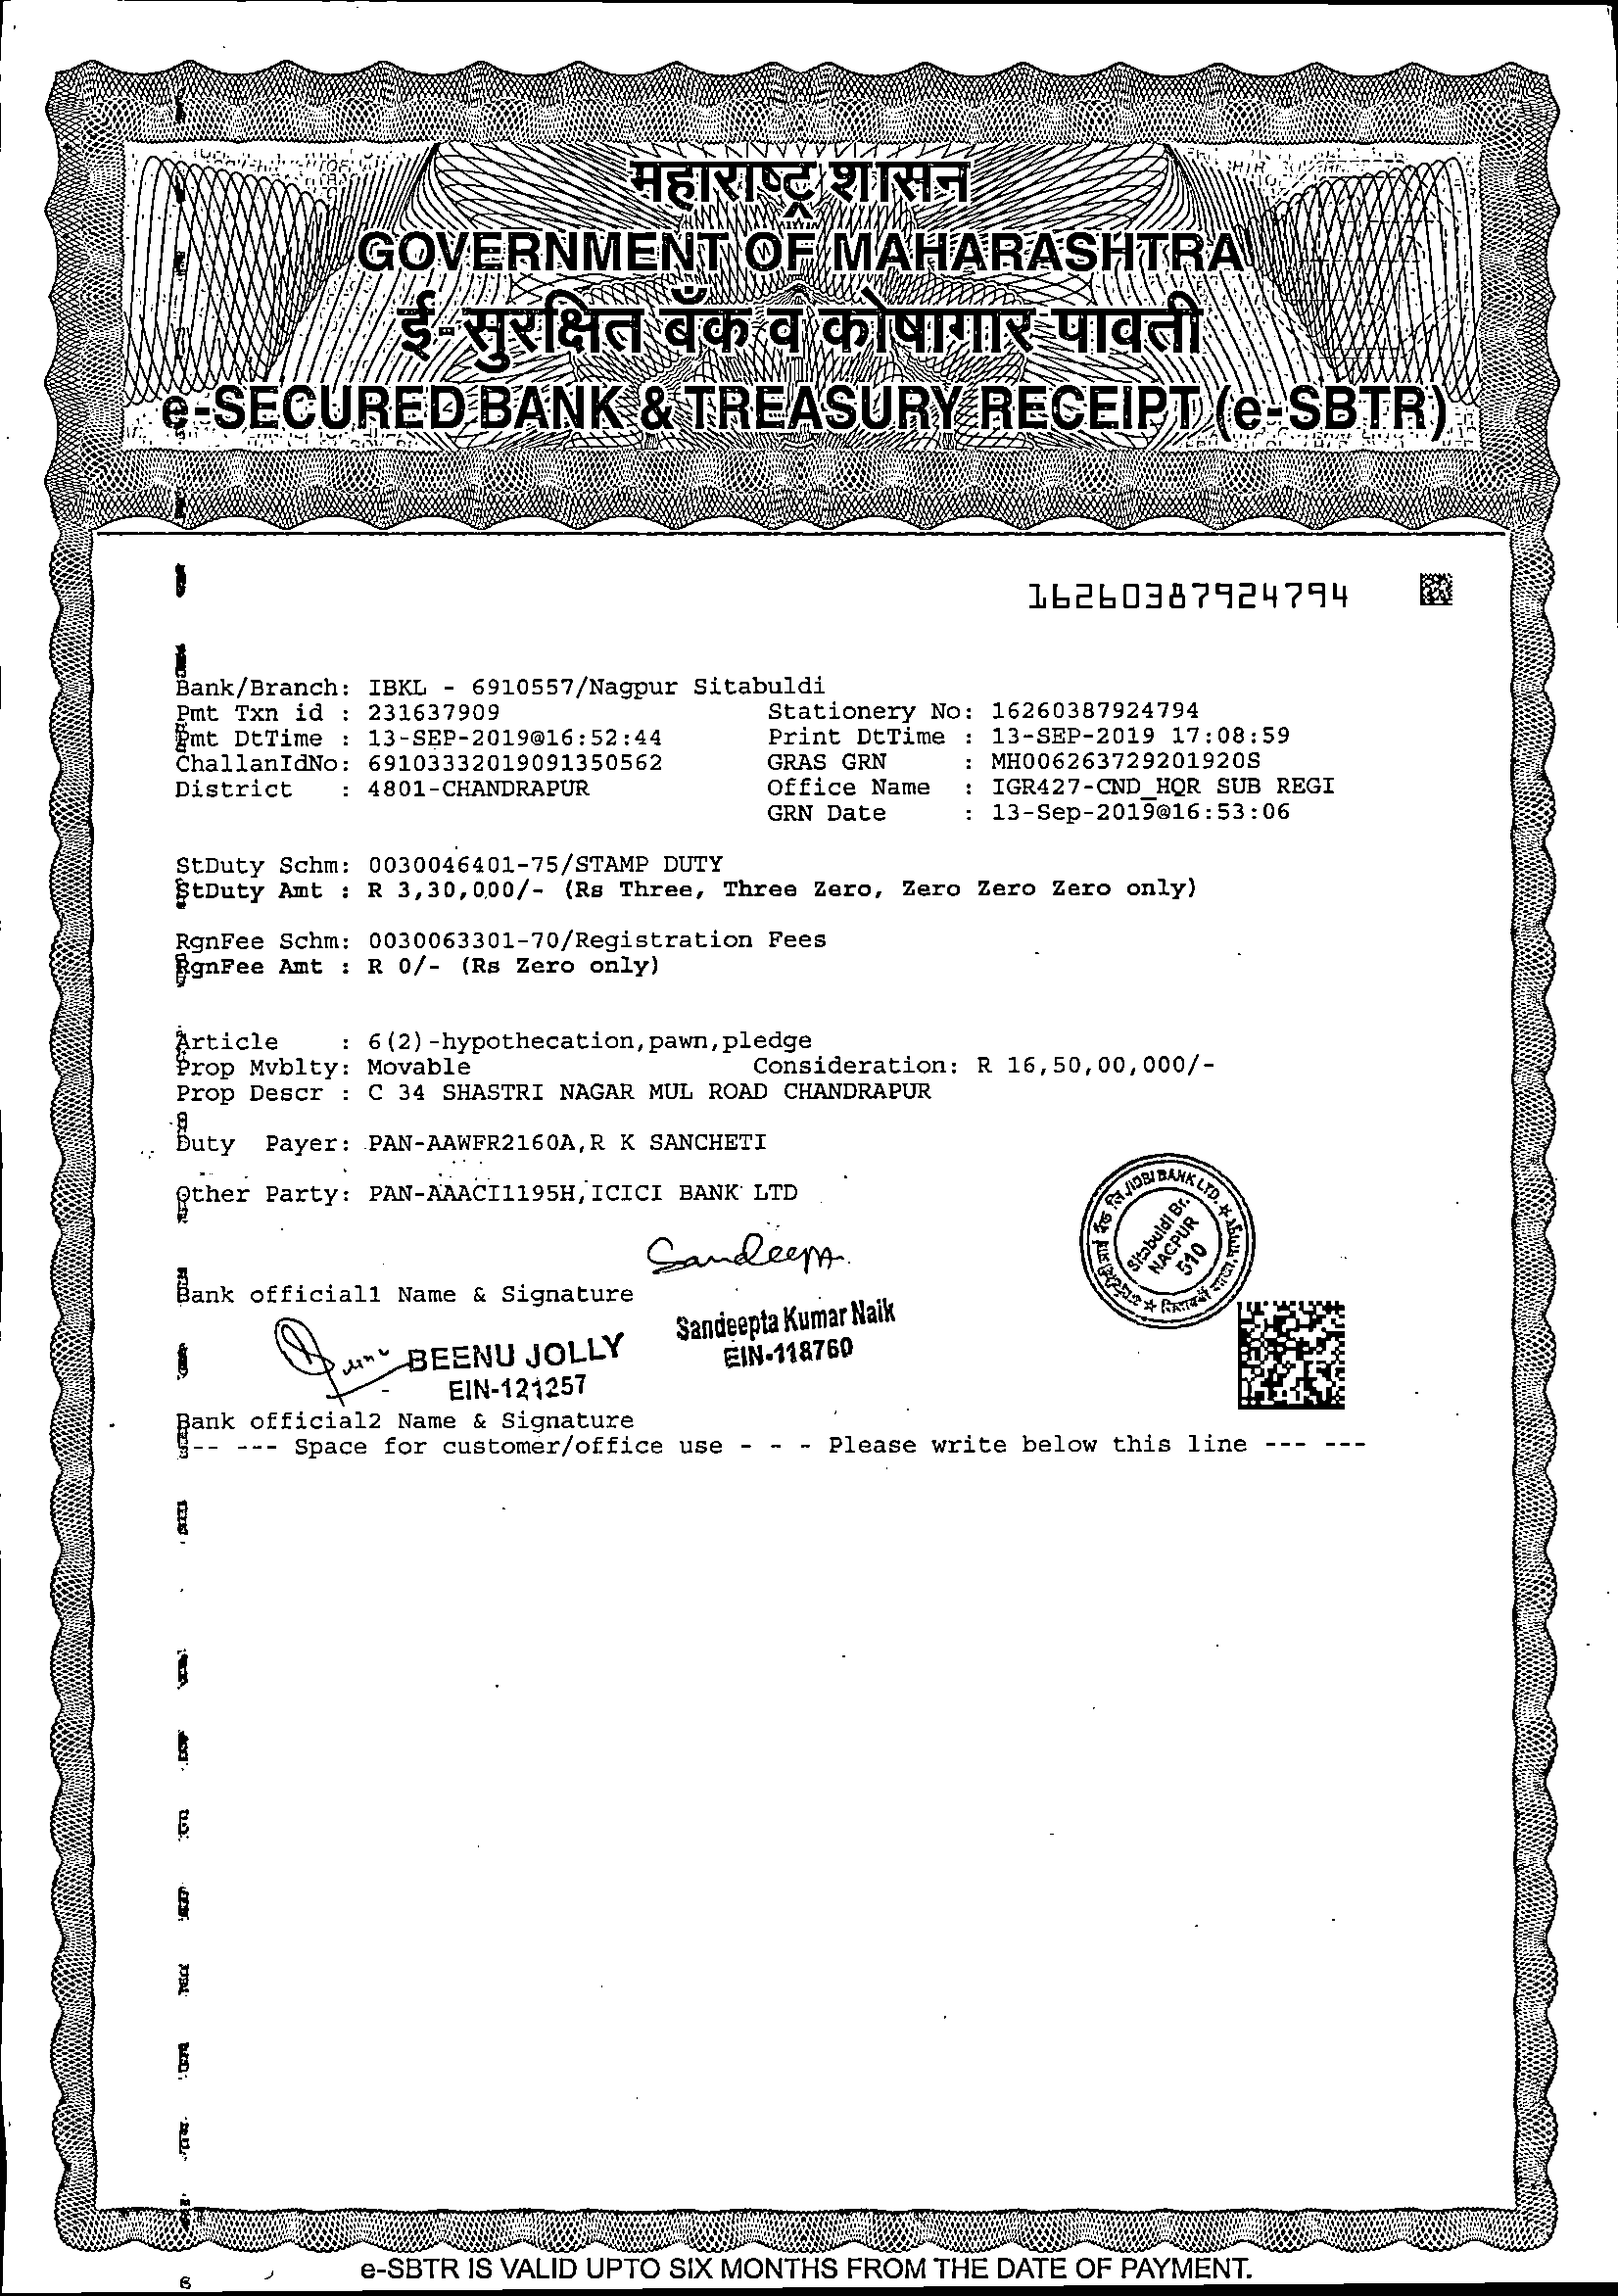 महाराष्ट्र शासन
GOVERNMENT OF MAHARASHTRA
ई-सुरक्षित बँक व कोषागार पावती
e-SECURED BANK & TREASURY RECEIPT (e-SBTR)
16260387924794
Bank/Branch: IBKL - 6910557/Nagpur Sitabuldi
Pmt Txn id : 231637909 Stationery No: 16260387924794
Pmt DtTime : 13-SEP-2019@16:52:44 Print DtTime : 13-SEP-2019 17:08:59
ChallanIdNo: 69103332019091350562 GRAS GRN : MH006263729201920S
District : 4801-CHANDRAPUR Office Name : IGR427-CND_HQR SUB REGI
GRN Date : 13-Sep-2019@16:53:06
StDuty Schm: 0030046401-75/STAMP DUTY
StDuty Amt : R 3,30,000/- (Rs Three, Three Zero, Zero Zero Zero only)
RgnFee Schm: 0030063301-70/Registration Fees
RgnFee Amt : R 0/- (Rs Zero only)
Article : 6(2)-hypothecation,pawn,pledge
Prop Mvblty: Movable Consideration: R 16,50,00,000/-
Prop Descr : C 34 SHASTRI NAGAR MUL ROAD CHANDRAPUR
Duty Payer: PAN-AAWFR2160A,R K SANCHETI
Other Party: PAN-AAACI1195H,ICICI BANK LTD
IDBI BANK LTD.
Sitabuldi Br.
NAGPUR
510
Sandeepta
Bank official1 Name & Signature
Sandeepta Kumar Naik
EIN-118760
BEENU JOLLY
EIN-121257
Bank official2 Name & Signature
--- --- Space for customer/office use - - - Please write below this line --- ---
e-SBTR IS VALID UPTO SIX MONTHS FROM THE DATE OF PAYMENT.